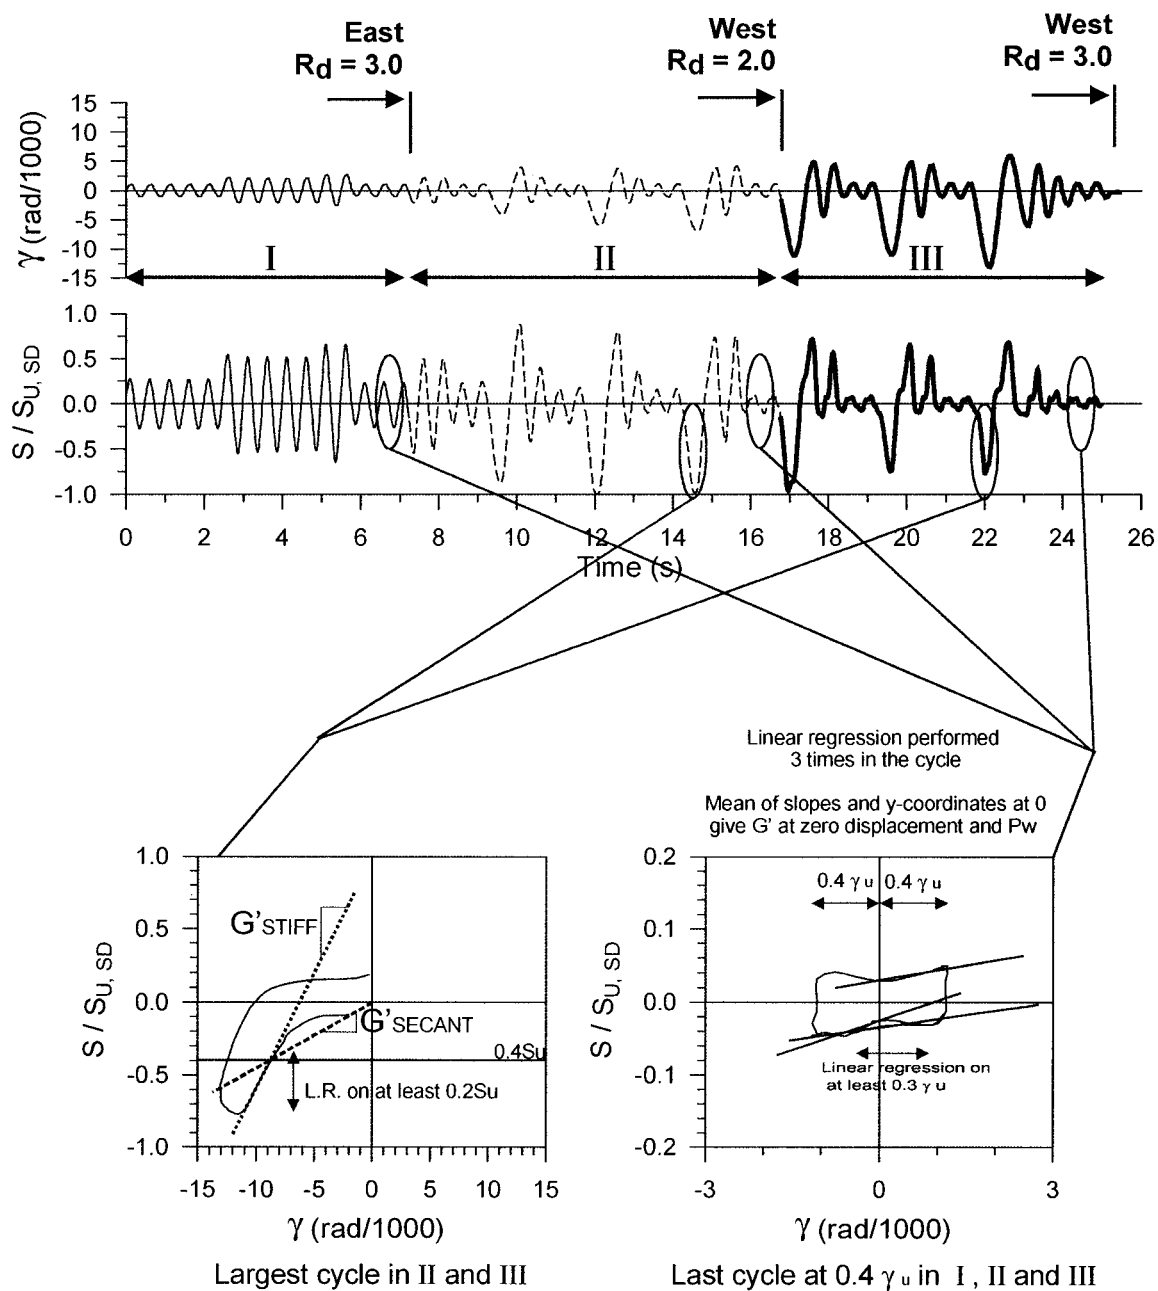 East
Rd = 3.0
West
Rd = 2.0
West
Rd = 3.0
γ (rad/1000)
15
10
5
0
-5
-10
-15
I
II
III
S / SU, SD
1.0
0.5
0.0
-0.5
-1.0
0 2 4 6 8 10 12 14 16 18 20 22 24 26
Time (s)
Linear regression performed
3 times in the cycle
Mean of slopes and y-coordinates at 0
give G' at zero displacement and Pw
S / SU, SD
1.0
0.5
0.0
-0.5
-1.0
G'STIFF
G'SECANT
0.4Su
L.R. on at least 0.2Su
-15 -10 -5 0 5 10 15
γ (rad/1000)
Largest cycle in II and III
S / SU, SD
0.2
0.1
0.0
-0.1
-0.2
0.4 γ u 0.4 γ u
Linear regression on
at least 0.3 γ u
-3 0 3
γ (rad/1000)
Last cycle at 0.4 γ u in I , II and III